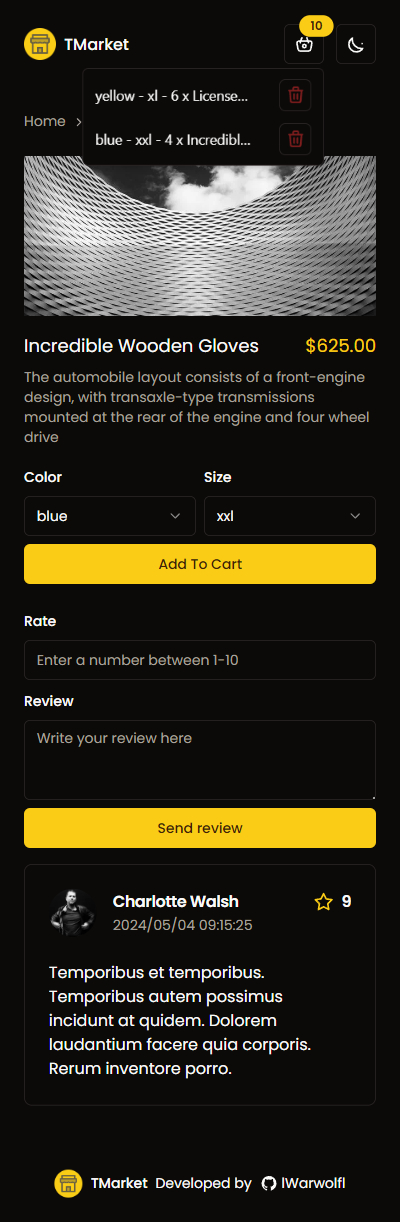 TMarket
10
yellow - xl - 6 x License...
blue - xxl - 4 x Incredibl...
Home
Incredible Wooden Gloves $625.00
The automobile layout consists of a front-engine
design, with transaxle-type transmissions
mounted at the rear of the engine and four wheel
drive
Color Size
blue xxl
Add To Cart
Rate
Enter a number between 1-10
Review
Write your review here
Send review
Charlotte Walsh 9
2024/05/04 09:15:25
Temporibus et temporibus.
Temporibus autem possimus
incidunt at quidem. Dolorem
laudantium facere quia corporis.
Rerum inventore porro.
TMarket Developed by lWarwolfl